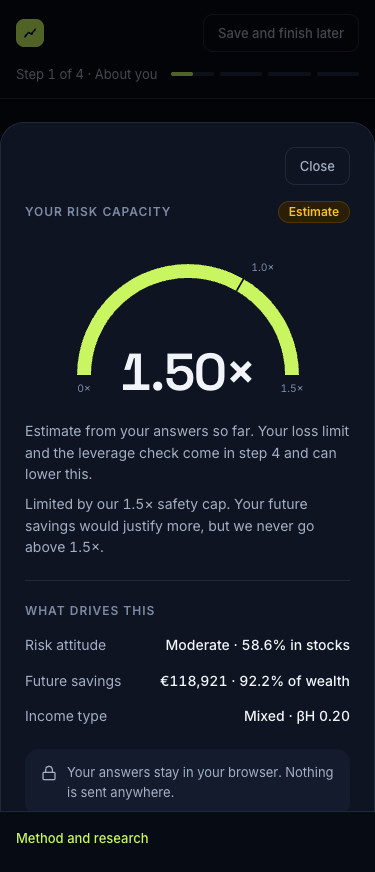 Save and finish later
Step 1 of 4 · About you
Close
YOUR RISK CAPACITY
Estimate
1.0×
1.50×
0×
1.5×
Estimate from your answers so far. Your loss limit
and the leverage check come in step 4 and can
lower this.
Limited by our 1.5× safety cap. Your future
savings would justify more, but we never go
above 1.5×.
WHAT DRIVES THIS
Risk attitude
Moderate · 58.6% in stocks
Future savings
€118,921 · 92.2% of wealth
Income type
Mixed · βH 0.20
Your answers stay in your browser. Nothing
is sent anywhere.
Method and research